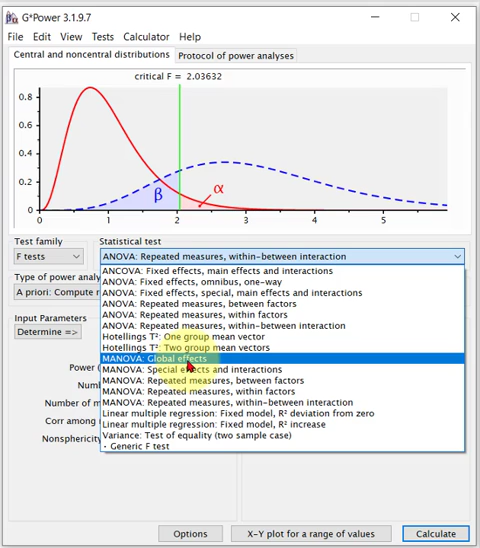 G*Power 3.1.9.7
File Edit View Tests Calculator Help
Central and noncentral distributions Protocol of power analyses
critical F = 2.03632
0.8
0.6
0.4
0.2
0
β
α
0 1 2 3 4 5
Test family Statistical test
F tests ANOVA: Repeated measures, within-between interaction
ANCOVA: Fixed effects, main effects and interactions
ANOVA: Fixed effects, omnibus, one-way
Type of power analy
ANOVA: Fixed effects, special, main effects and interactions
A priori: Compute r
ANOVA: Repeated measures, between factors
ANOVA: Repeated measures, within factors
Input Parameters
ANOVA: Repeated measures, within-between interaction
Determine =>
Hotellings T²: One group mean vector
Hotellings T²: Two group mean vectors
MANOVA: Global effects
Power (
MANOVA: Special effects and interactions
Num
MANOVA: Repeated measures, between factors
MANOVA: Repeated measures, within factors
Number of m
MANOVA: Repeated measures, within-between interaction
Linear multiple regression: Fixed model, R² deviation from zero
Corr among
Linear multiple regression: Fixed model, R² increase
Nonsphericity
Variance: Test of equality (two sample case)
- Generic F test
Options X-Y plot for a range of values Calculate